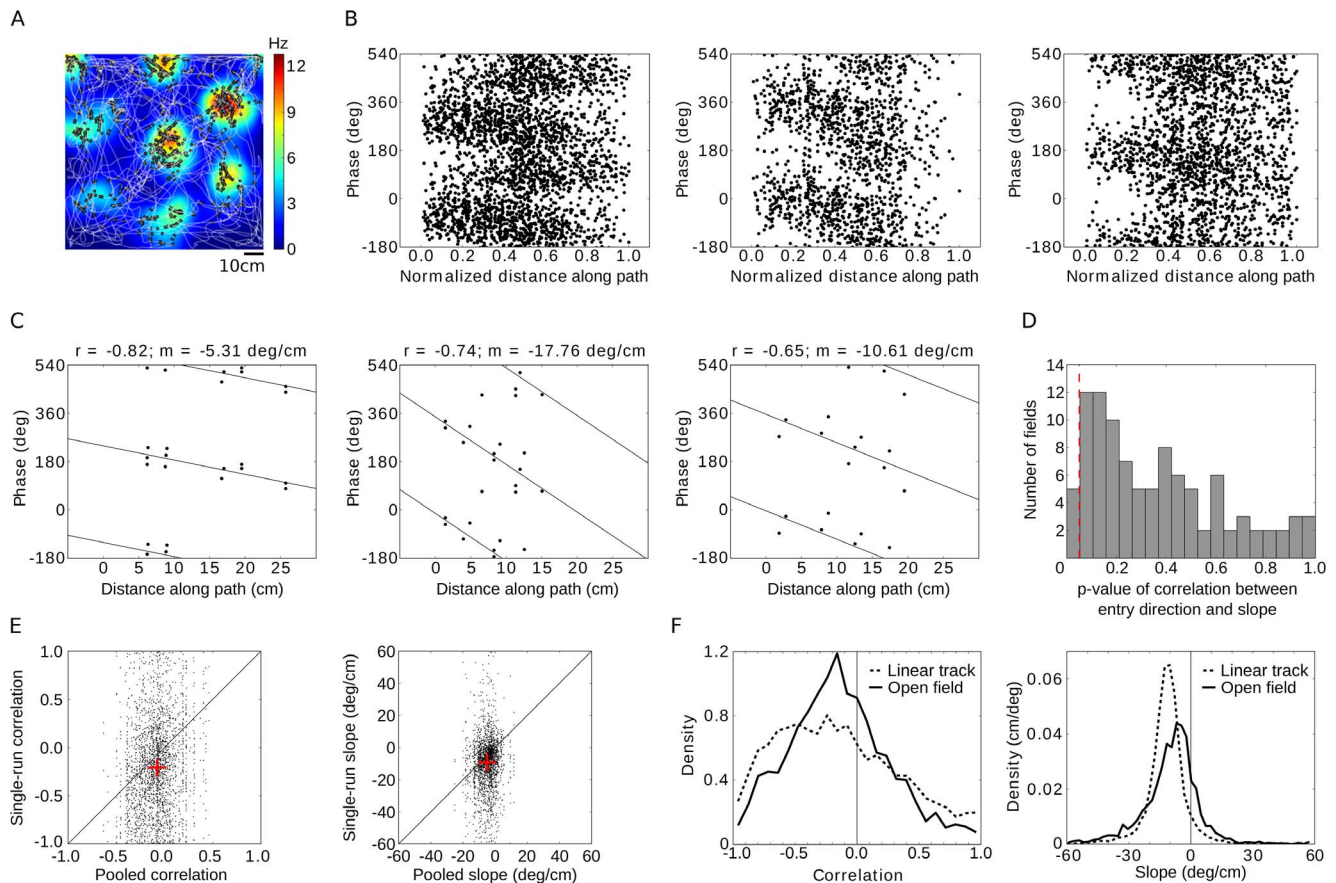 A
Hz
12
9
6
3
0
10cm
B
540
360
180
0
-180
Phase (deg)
0.0 0.2 0.4 0.6 0.8 1.0
Normalized distance along path
540
360
180
0
-180
Phase (deg)
0.0 0.2 0.4 0.6 0.8 1.0
Normalized distance along path
540
360
180
0
-180
Phase (deg)
0.0 0.2 0.4 0.6 0.8 1.0
Normalized distance along path
C
r = -0.82; m = -5.31 deg/cm
540
360
180
0
-180
Phase (deg)
0 5 10 15 20 25
Distance along path (cm)
r = -0.74; m = -17.76 deg/cm
540
360
180
0
-180
Phase (deg)
0 5 10 15 20 25
Distance along path (cm)
r = -0.65; m = -10.61 deg/cm
540
360
180
0
-180
Phase (deg)
0 5 10 15 20 25
Distance along path (cm)
D
14
12
10
8
6
4
2
Number of fields
0 0.2 0.4 0.6 0.8 1.0
p-value of correlation between
entry direction and slope
E
1.0
0.5
0.0
-0.5
-1.0
Single-run correlation
-1.0 -0.5 0.0 0.5 1.0
Pooled correlation
60
40
20
0
-20
-40
-60
Single-run slope (deg/cm)
-60 -40 -20 0 20 40 60
Pooled slope (deg/cm)
F
1.2
0.8
0.4
0
Density
Linear track
Open field
-1.0 -0.5 0.0 0.5 1.0
Correlation
0.06
0.04
0.02
0
Density (cm/deg)
Linear track
Open field
-60 -30 0 30 60
Slope (deg/cm)